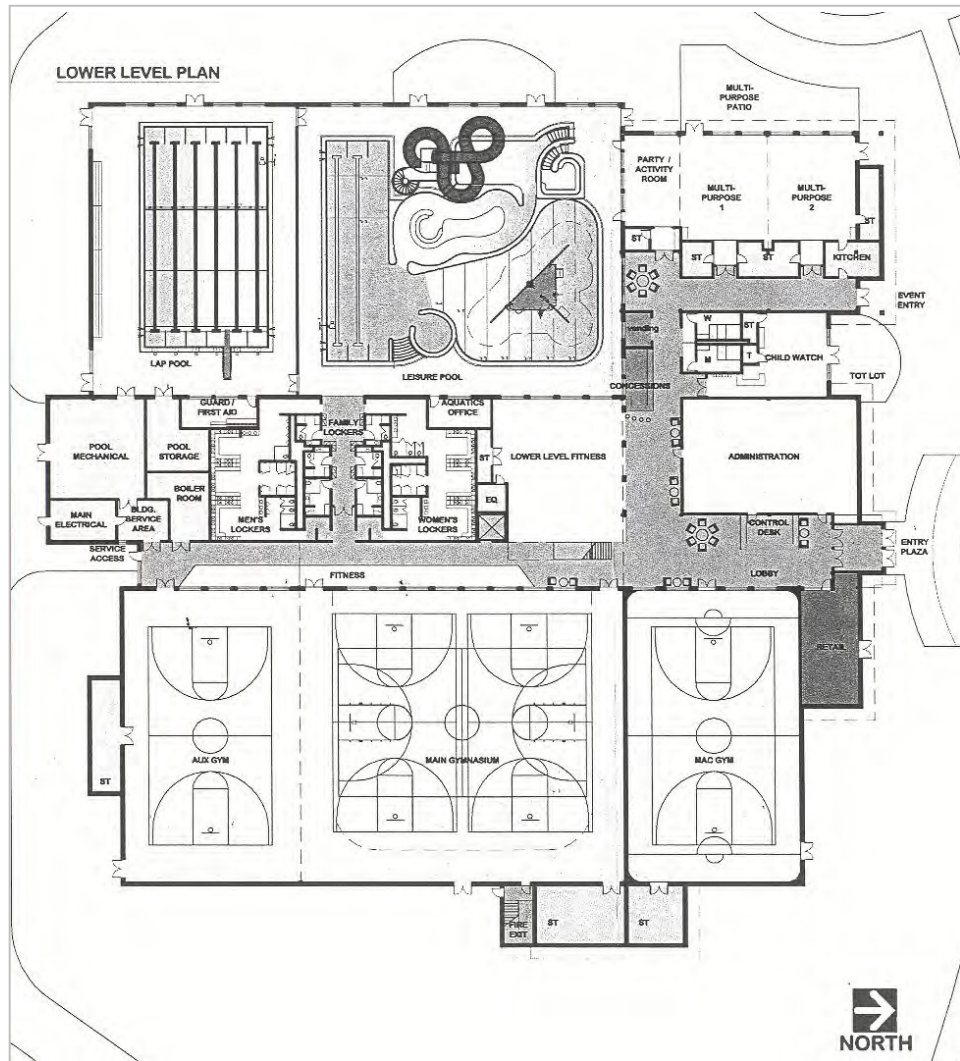 LOWER LEVEL PLAN
MULTI-
PURPOSE
PATIO
PARTY /
ACTIVITY
ROOM
MULTI-
PURPOSE
1
MULTI-
PURPOSE
2
ST
ST
ST
ST
KITCHEN
EVENT
ENTRY
vending
W
ST
M
T
CHILD WATCH
TOT LOT
CONCESSIONS
LAP POOL
LEISURE POOL
GUARD /
FIRST AID
FAMILY
LOCKERS
AQUATICS
OFFICE
POOL
MECHANICAL
POOL
STORAGE
ST
LOWER LEVEL FITNESS
ADMINISTRATION
BOILER
ROOM
EQ.
MAIN
ELECTRICAL
BLDG.
SERVICE
AREA
MEN'S
LOCKERS
WOMEN'S
LOCKERS
CONTROL
DESK
ENTRY
PLAZA
SERVICE
ACCESS
FITNESS
LOBBY
RETAIL
AUX GYM
MAIN GYMNASIUM
MAC GYM
ST
FIRE
EXIT
ST
ST
NORTH